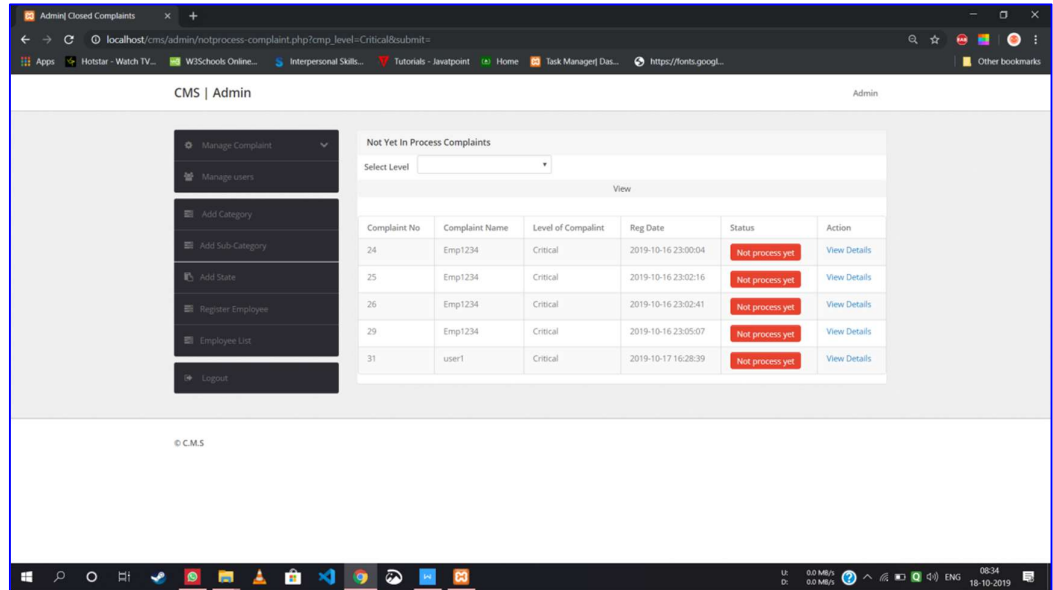 Admin| Closed Complaints
localhost/cms/admin/notprocess-complaint.php?cmp_level=Critical&submit=
Apps Hotstar - Watch TV... W3Schools Online... Interpersonal Skills... Tutorials - Javatpoint Home Task Manager| Das... https://fonts.googl... Other bookmarks
CMS | Admin Admin
Manage Complaint
Manage users
Add Category
Add Sub-Category
Add State
Register Employee
Employee List
Logout
Not Yet In Process Complaints
Select Level
View
Complaint No Complaint Name Level of Compalint Reg Date Status Action
24 Emp1234 Critical 2019-10-16 23:00:04 Not process yet View Details
25 Emp1234 Critical 2019-10-16 23:02:16 Not process yet View Details
26 Emp1234 Critical 2019-10-16 23:02:41 Not process yet View Details
29 Emp1234 Critical 2019-10-16 23:05:07 Not process yet View Details
31 user1 Critical 2019-10-17 16:28:39 Not process yet View Details
© C.M.S
U: 0.0 MB/s
D: 0.0 MB/s
ENG
08:34
18-10-2019